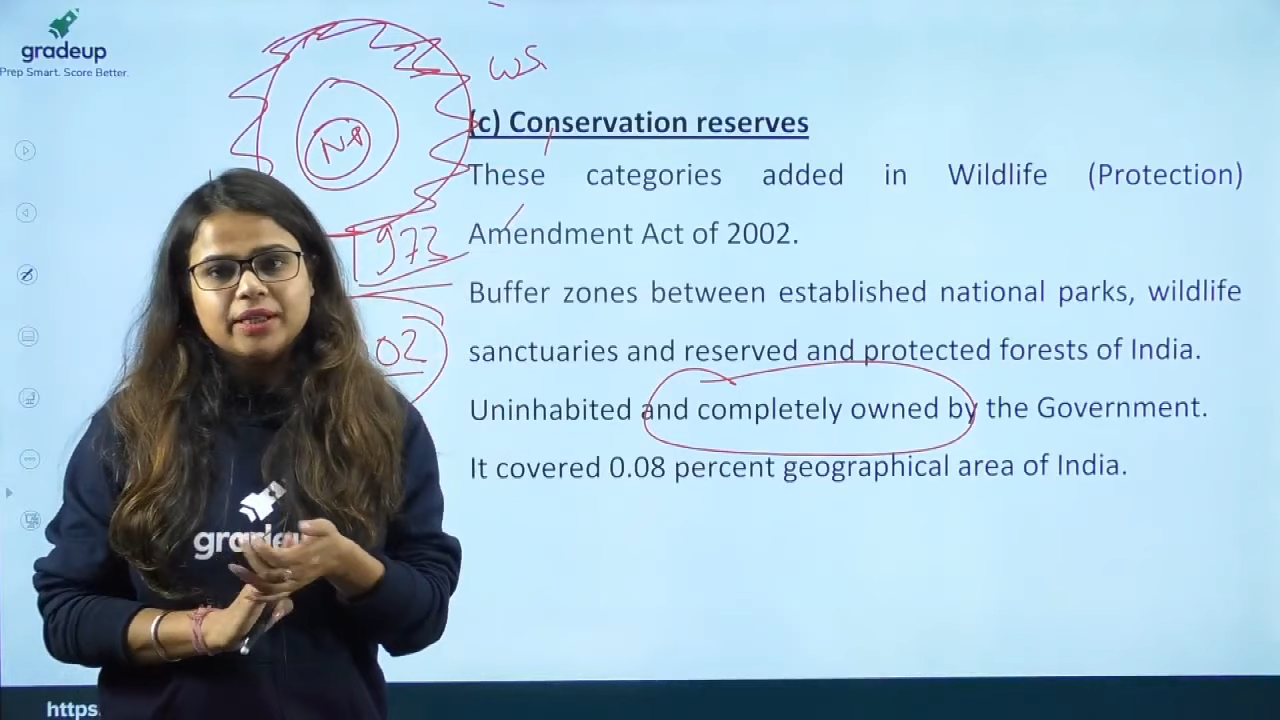 gradeup
Prep Smart. Score Better.
WS
NP
(c) Conservation reserves
These categories added in Wildlife (Protection)
Amendment Act of 2002.
1973
Buffer zones between established national parks, wildlife
sanctuaries and reserved and protected forests of India.
02
Uninhabited and completely owned by the Government.
It covered 0.08 percent geographical area of India.
gradeup
https.